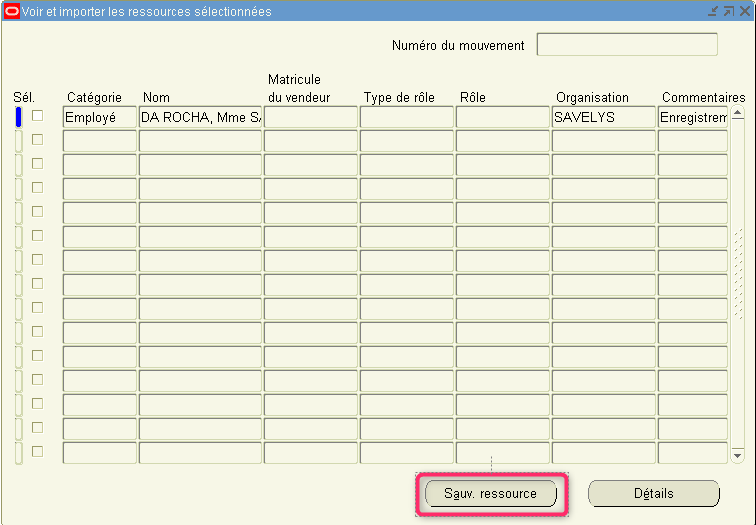 Voir et importer les ressources sélectionnées
Numéro du mouvement
Sél. Catégorie Nom Matricule du vendeur Type de rôle Rôle Organisation Commentaires
Employé DA ROCHA, Mme SA SAVELYS Enregistrem
Sauv. ressource Détails